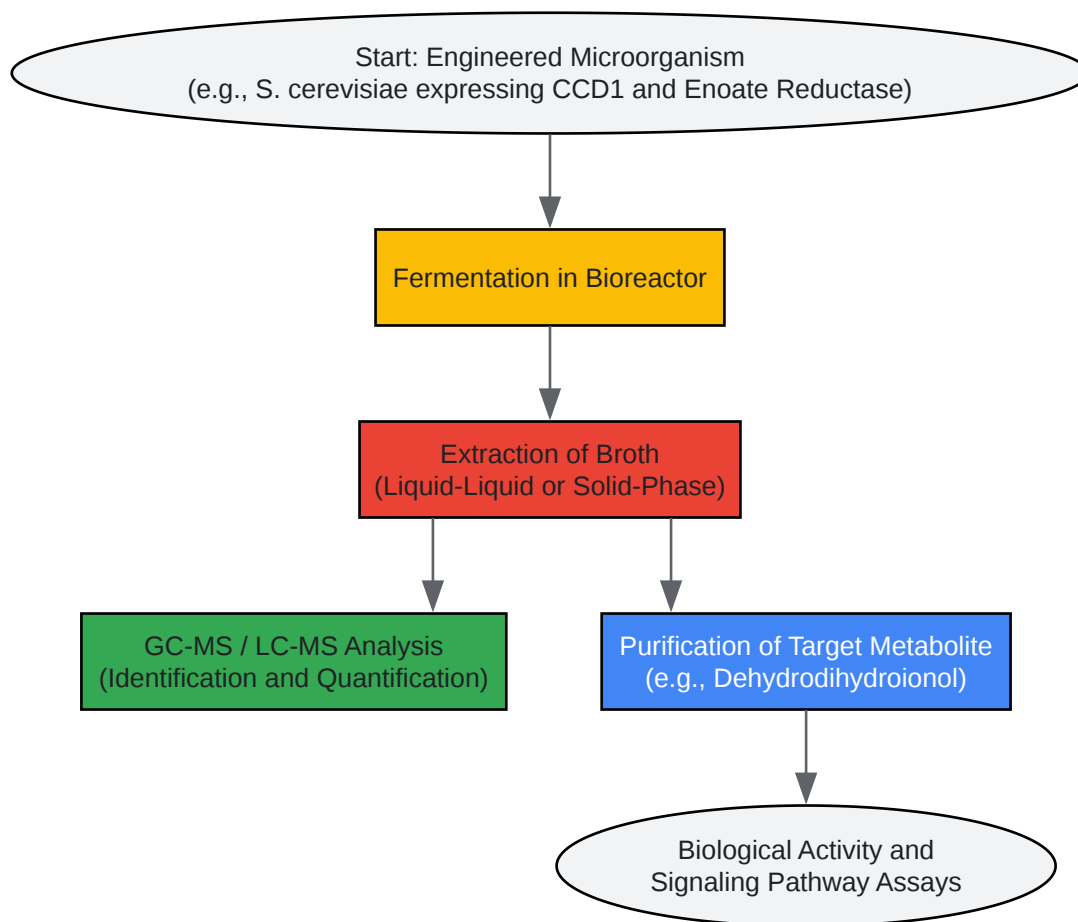 Start: Engineered Microorganism
(e.g., S. cerevisiae expressing CCD1 and Enoate Reductase)
Fermentation in Bioreactor
Extraction of Broth
(Liquid-Liquid or Solid-Phase)
GC-MS / LC-MS Analysis
(Identification and Quantification)
Purification of Target Metabolite
(e.g., Dehydrodihydroionol)
Biological Activity and
Signaling Pathway Assays